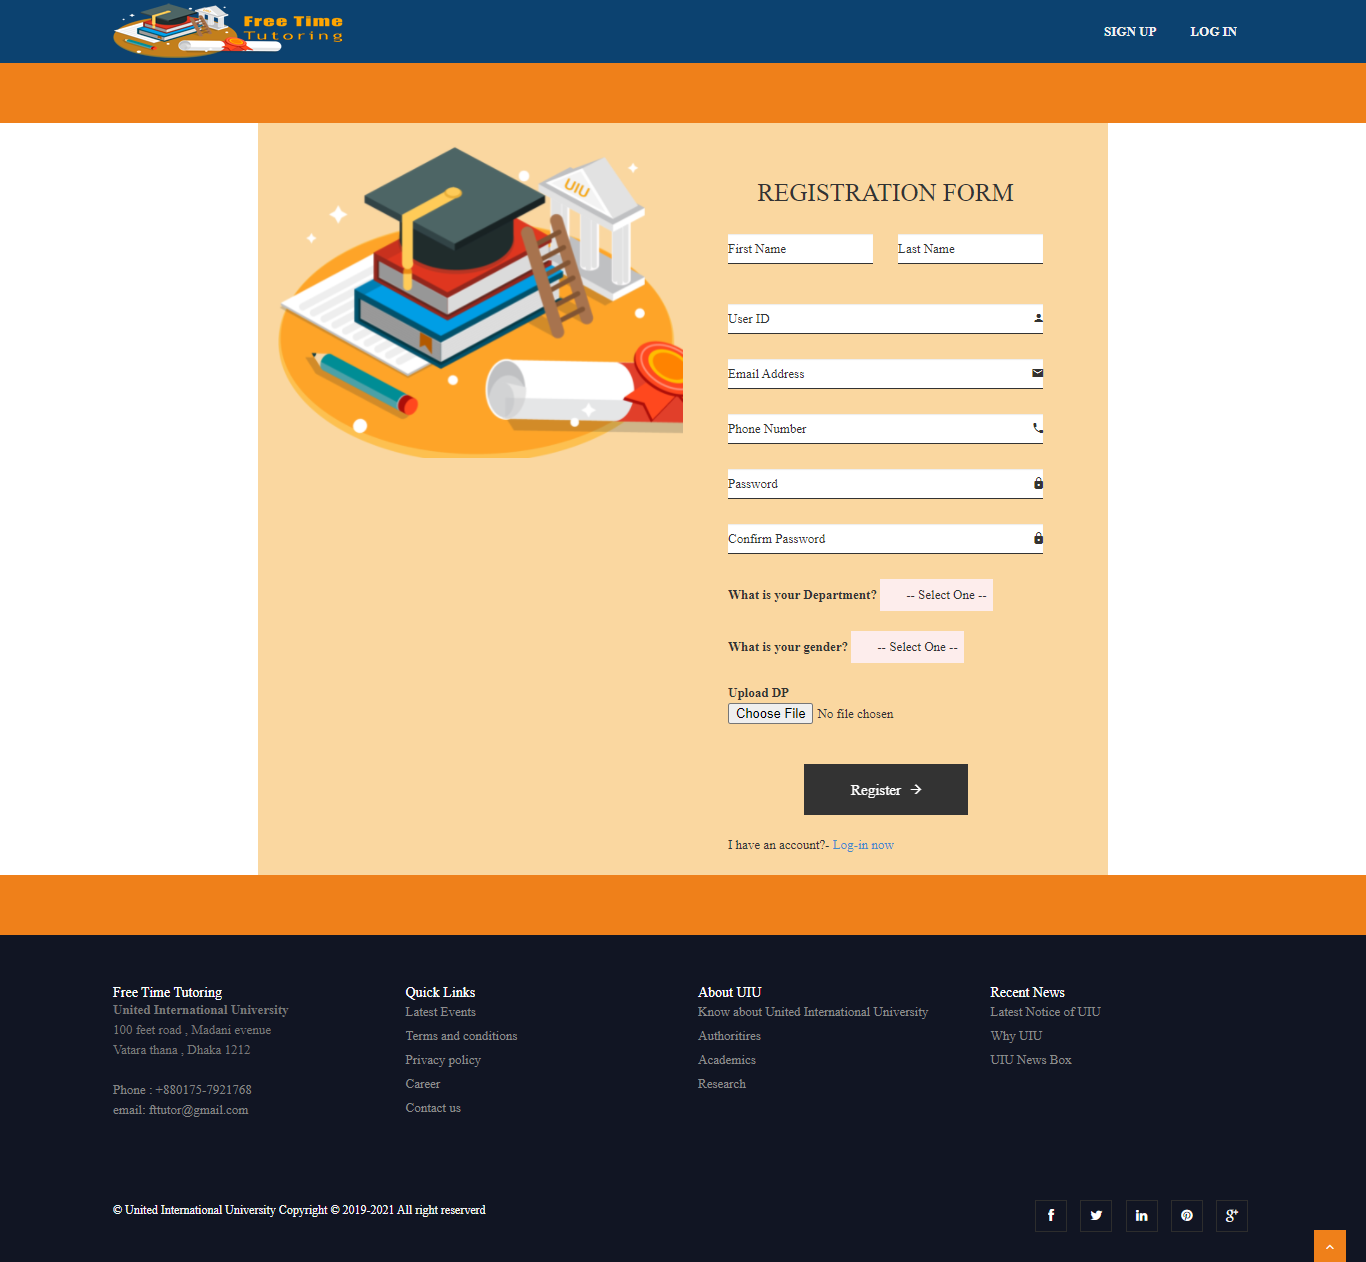 Free Time
Tutoring
SIGN UP
LOG IN
UIU
REGISTRATION FORM
First Name
Last Name
User ID
Email Address
Phone Number
Password
Confirm Password
What is your Department? -- Select One --
What is your gender? -- Select One --
Upload DP
Choose File No file chosen
Register
I have an account?- Log-in now
Free Time Tutoring
United International University
100 feet road , Madani evenue
Vatara thana , Dhaka 1212
Phone : +880175-7921768
email: fttutor@gmail.com
Quick Links
Latest Events
Terms and conditions
Privacy policy
Career
Contact us
About UIU
Know about United International University
Authoritires
Academics
Research
Recent News
Latest Notice of UIU
Why UIU
UIU News Box
© United International University Copyright © 2019-2021 All right reserverd